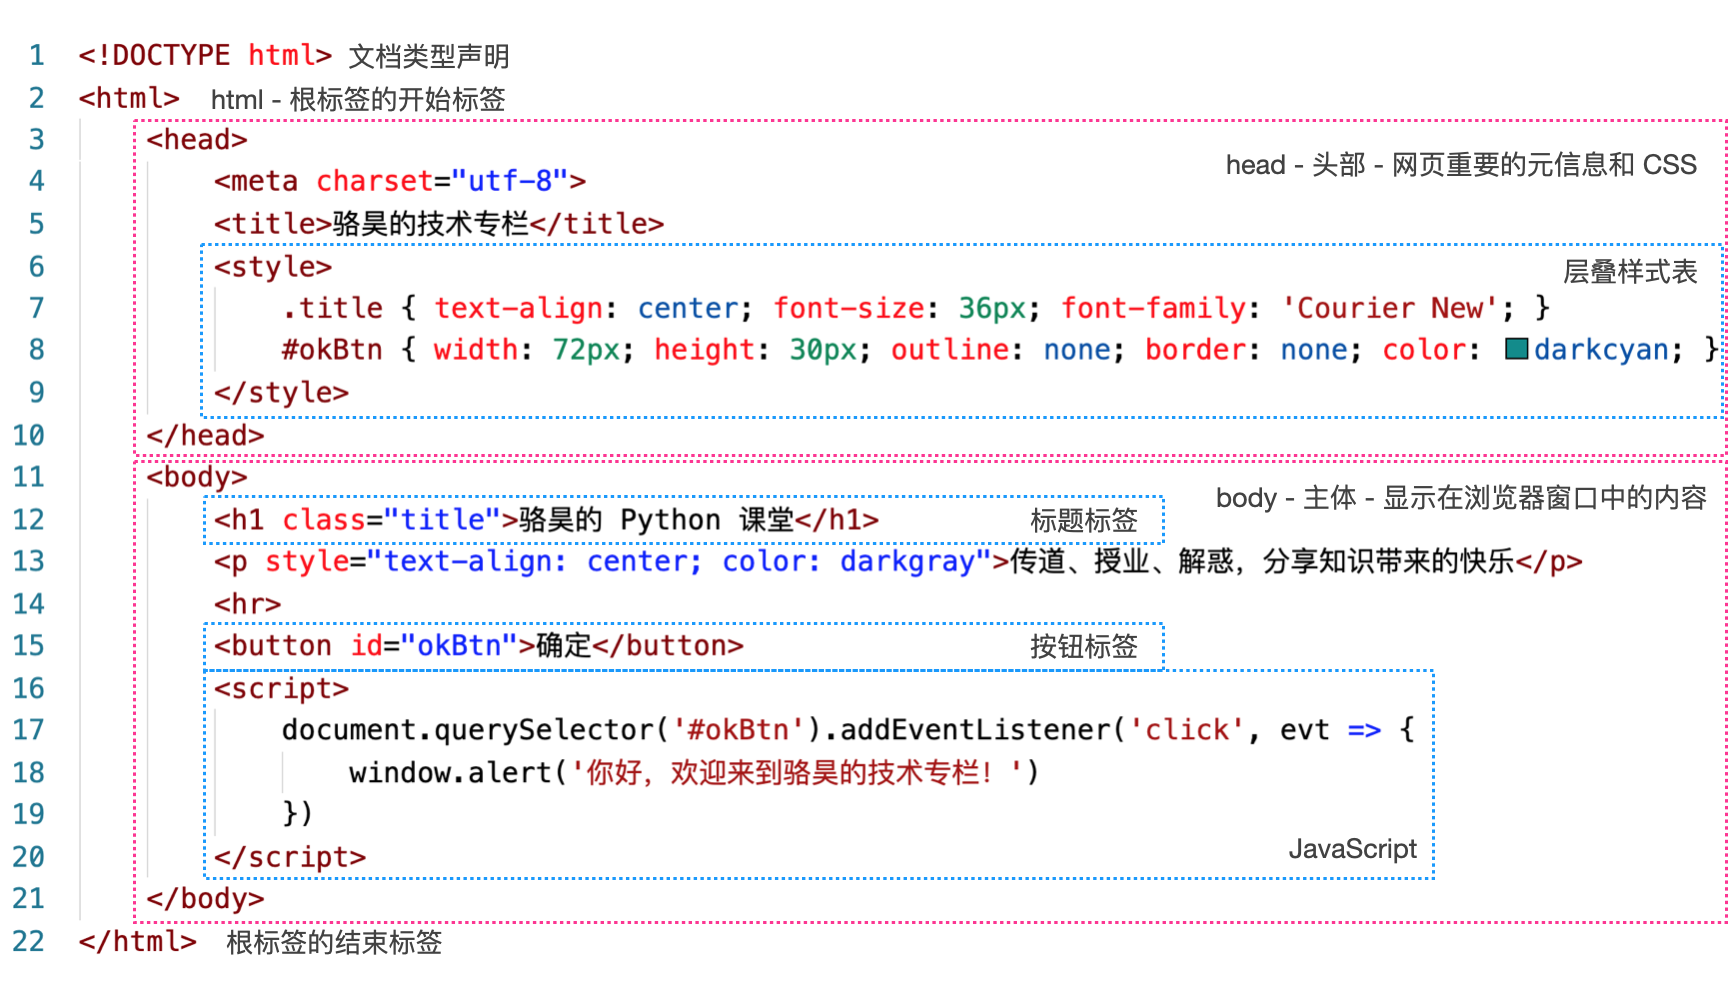 1 <!DOCTYPE html> 文档类型声明
2 <html> html - 根标签的开始标签
3 <head>
head - 头部 - 网页重要的元信息和 CSS
4 <meta charset="utf-8">
5 <title>骆昊的技术专栏</title>
6 <style> 层叠样式表
7 .title { text-align: center; font-size: 36px; font-family: 'Courier New'; }
8 #okBtn { width: 72px; height: 30px; outline: none; border: none; color: darkcyan; }
9 </style>
10 </head>
11 <body>
body - 主体 - 显示在浏览器窗口中的内容
12 <h1 class="title">骆昊的 Python 课堂</h1> 标题标签
13 <p style="text-align: center; color: darkgray">传道、授业、解惑，分享知识带来的快乐</p>
14 <hr>
15 <button id="okBtn">确定</button> 按钮标签
16 <script>
17 document.querySelector('#okBtn').addEventListener('click', evt => {
18 window.alert('你好，欢迎来到骆昊的技术专栏！')
19 })
20 </script> JavaScript
21 </body>
22 </html> 根标签的结束标签